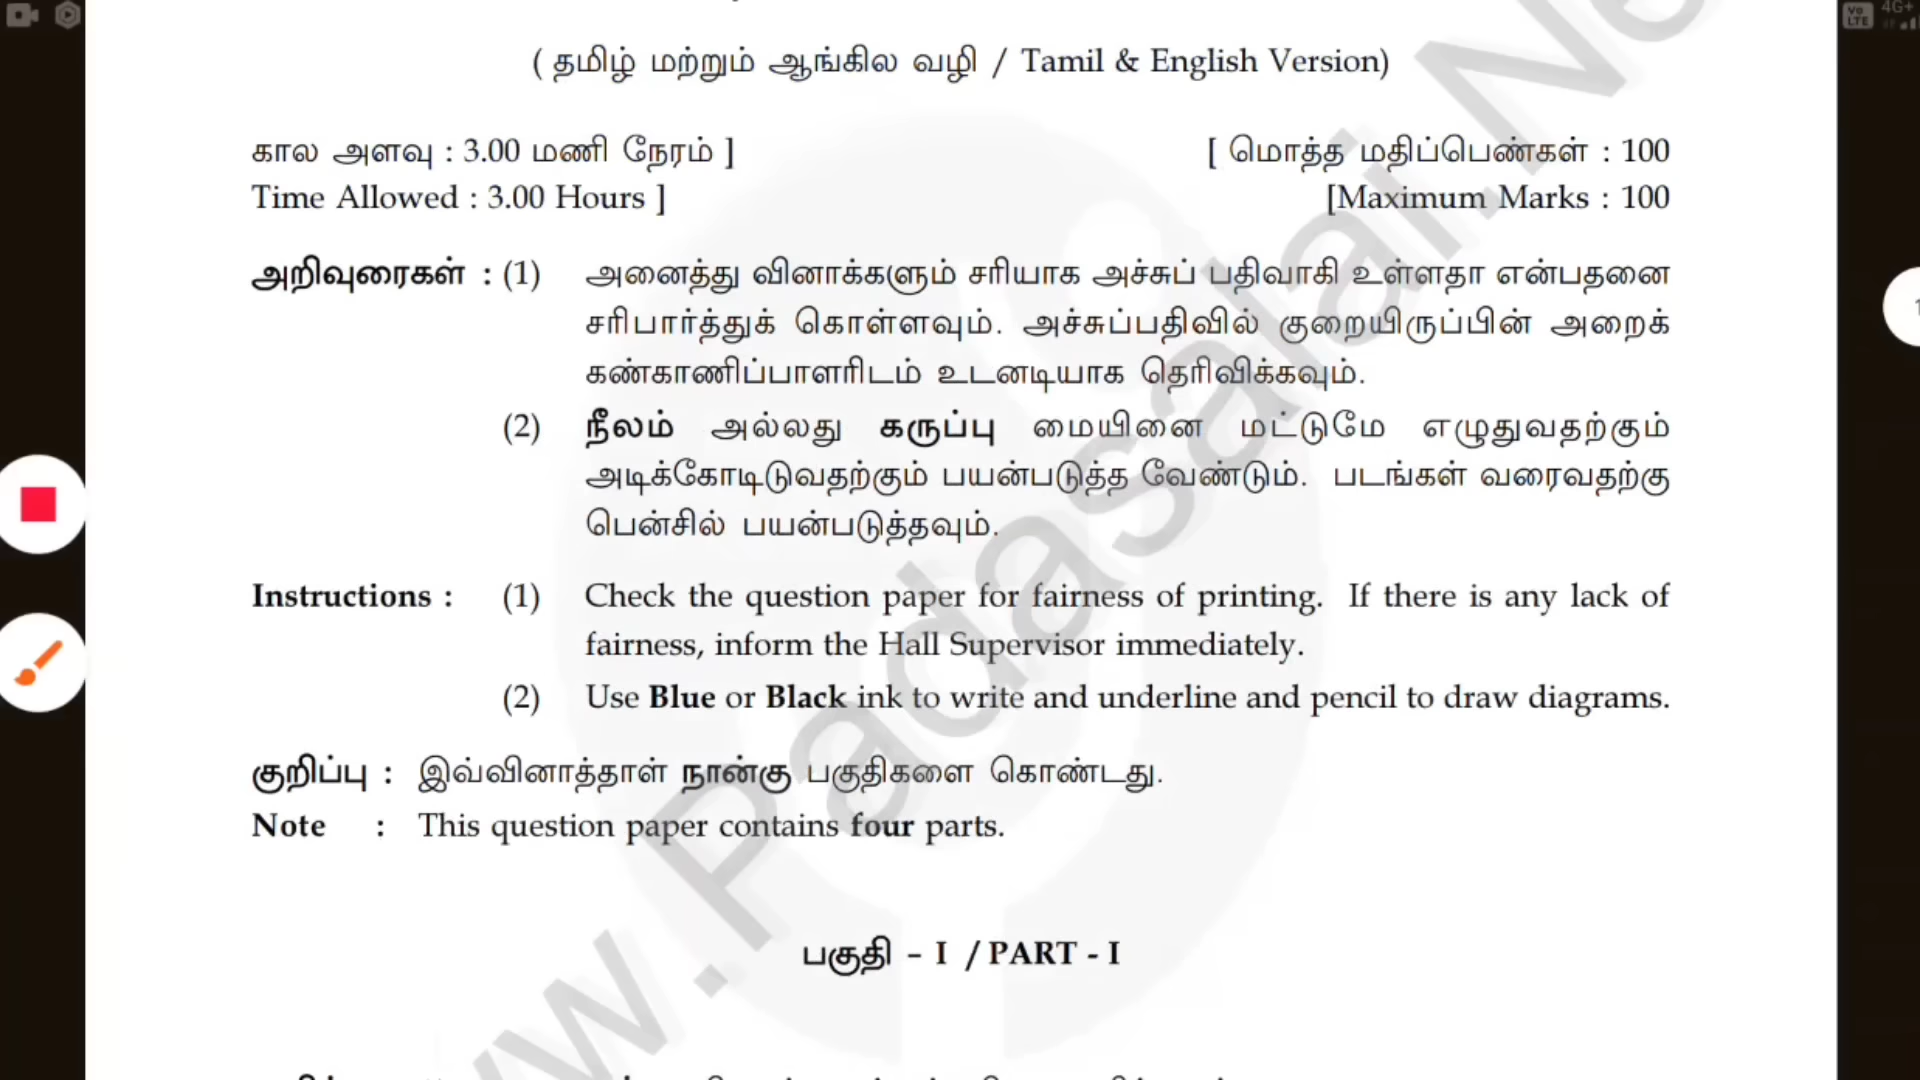 ( தமிழ் மற்றும் ஆங்கில வழி / Tamil & English Version)
கால அளவு : 3.00 மணி நேரம் ] [ மொத்த மதிப்பெண்கள் : 100
Time Allowed : 3.00 Hours ] [Maximum Marks : 100
அறிவுரைகள் : (1) அனைத்து வினாக்களும் சரியாக அச்சுப் பதிவாகி உள்ளதா என்பதனை
சரிபார்த்துக் கொள்ளவும். அச்சுப்பதிவில் குறையிருப்பின் அறைக்
கண்காணிப்பாளரிடம் உடனடியாக தெரிவிக்கவும்.
(2) நீலம் அல்லது கருப்பு மையினை மட்டுமே எழுதுவதற்கும்
அடிக்கோடிடுவதற்கும் பயன்படுத்த வேண்டும். படங்கள் வரைவதற்கு
பென்சில் பயன்படுத்தவும்.
Instructions : (1) Check the question paper for fairness of printing. If there is any lack of
fairness, inform the Hall Supervisor immediately.
(2) Use Blue or Black ink to write and underline and pencil to draw diagrams.
குறிப்பு : இவ்வினாத்தாள் நான்கு பகுதிகளை கொண்டது.
Note : This question paper contains four parts.
பகுதி – I / PART - I
w.Padasalai.Ne
Vo LTE 4G+
1